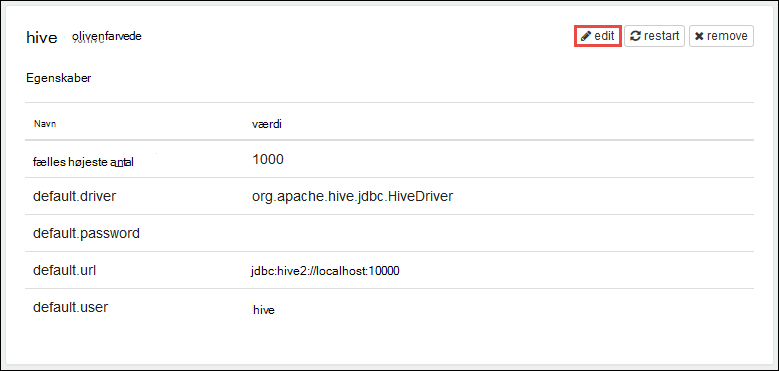 hive olivenfarvede edit restart remove
Egenskaber
Navn værdi
fælles højeste antal 1000
default.driver org.apache.hive.jdbc.HiveDriver
default.password
default.url jdbc:hive2://localhost:10000
default.user hive